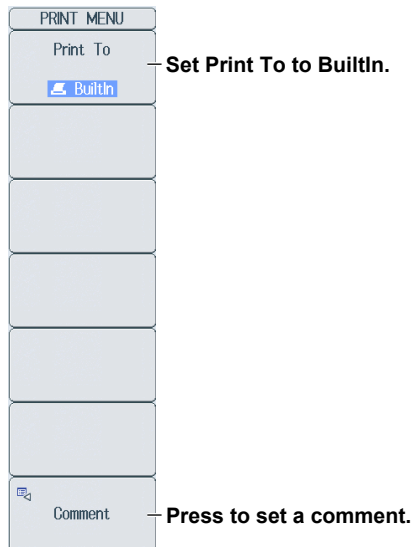 PRINT MENU
Print To
Set Print To to BuiltIn.
BuiltIn
Comment
Press to set a comment.